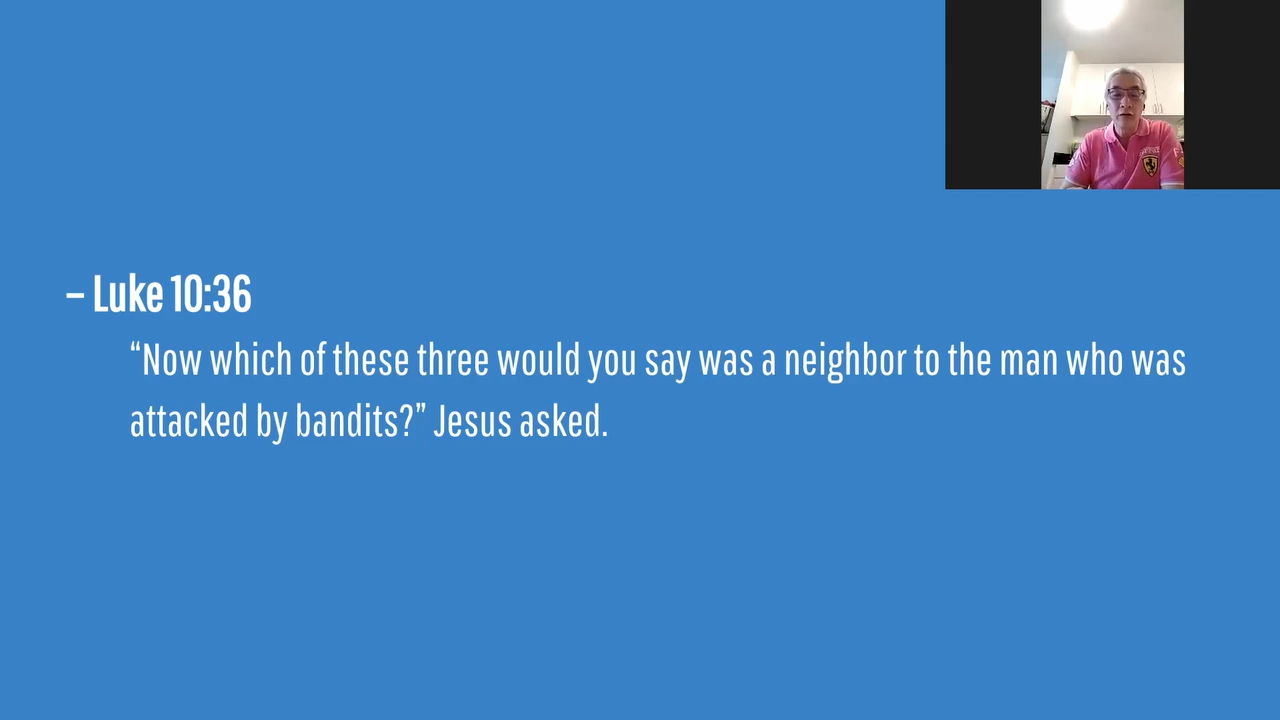 – Luke 10:36
“Now which of these three would you say was a neighbor to the man who was
attacked by bandits?” Jesus asked.